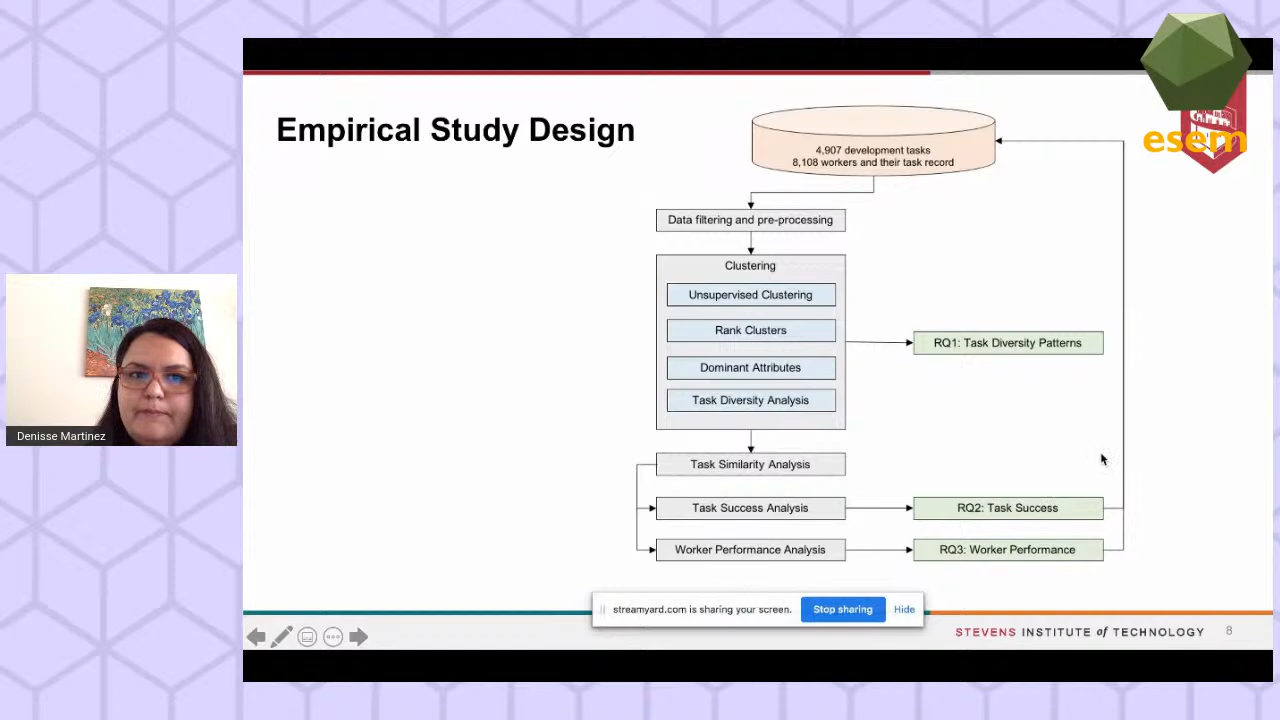 Empirical Study Design
4,907 development tasks
8,108 workers and their task record
esem
Data filtering and pre-processing
Clustering
Unsupervised Clustering
Rank Clusters
Dominant Attributes
Task Diversity Analysis
RQ1: Task Diversity Patterns
Denisse Martinez
Task Similarity Analysis
Task Success Analysis
RQ2: Task Success
Worker Performance Analysis
RQ3: Worker Performance
streamyard.com is sharing your screen.
Stop sharing
Hide
STEVENS INSTITUTE of TECHNOLOGY
8